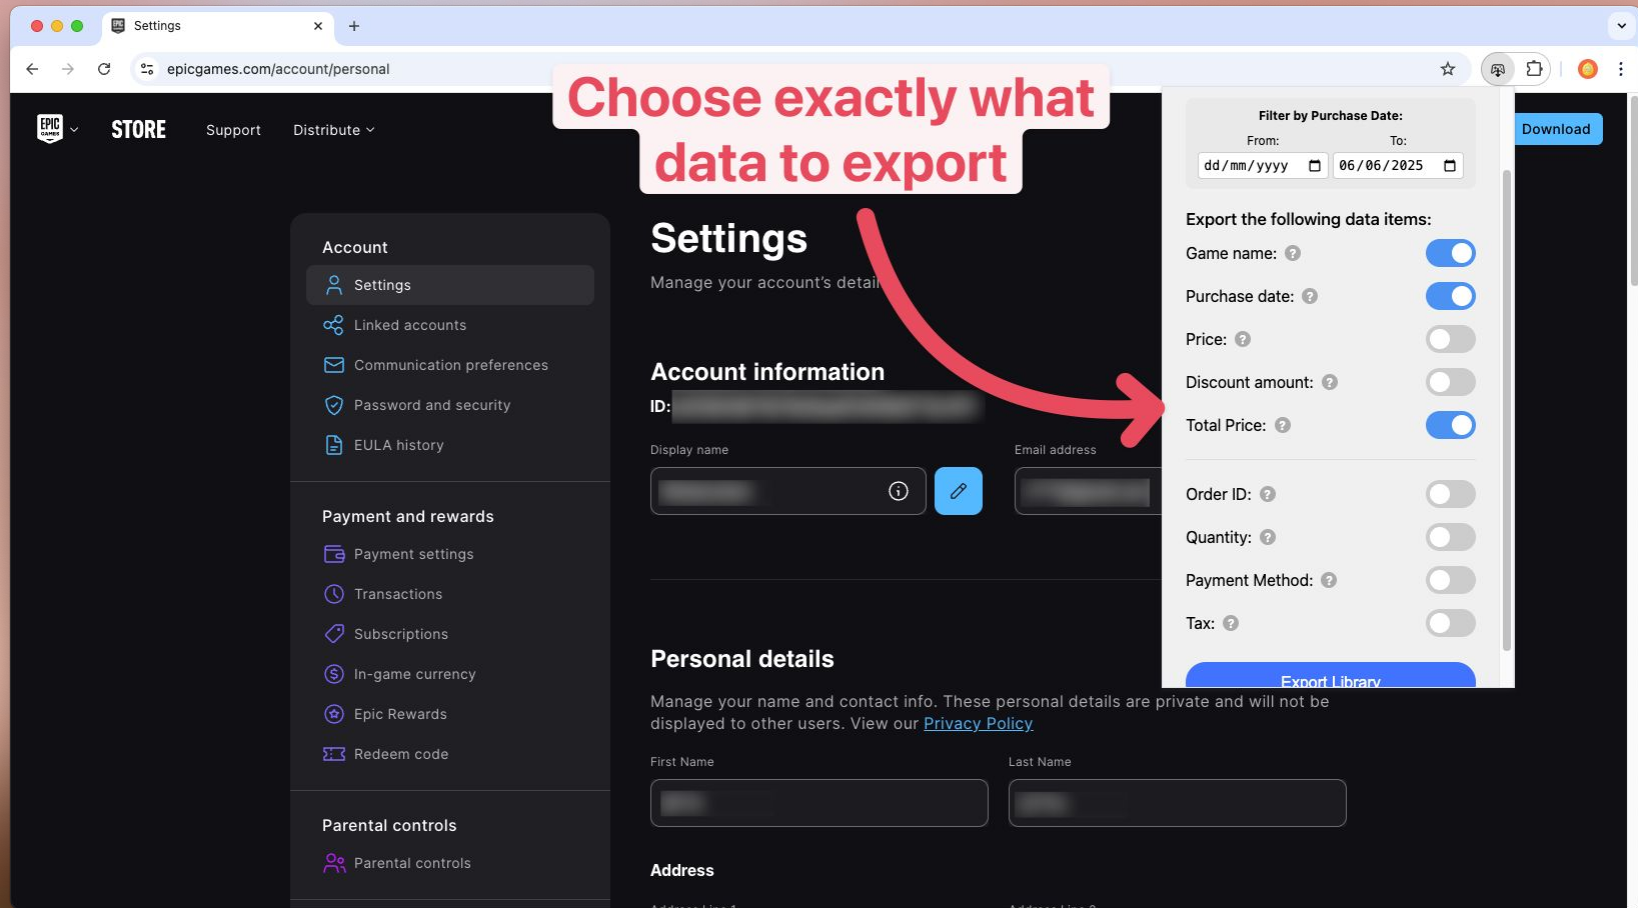 Settings
epicgames.com/account/personal
Choose exactly what
data to export
EPIC
GAMES
STORE
Support
Distribute
Download
Filter by Purchase Date:
From:
To:
dd/mm/yyyy
06/06/2025
Export the following data items:
Game name: ?
Purchase date: ?
Price: ?
Discount amount: ?
Total Price: ?
Order ID: ?
Quantity: ?
Payment Method: ?
Tax: ?
Export Library
Account
Settings
Linked accounts
Communication preferences
Password and security
EULA history
Payment and rewards
Payment settings
Transactions
Subscriptions
In-game currency
Epic Rewards
Redeem code
Parental controls
Parental controls
Settings
Manage your account's
Account information
ID:
Display name
Email address
Personal details
Manage your name and contact info. These personal details are private and will not be
displayed to other users. View our Privacy Policy
First Name
Last Name
Address